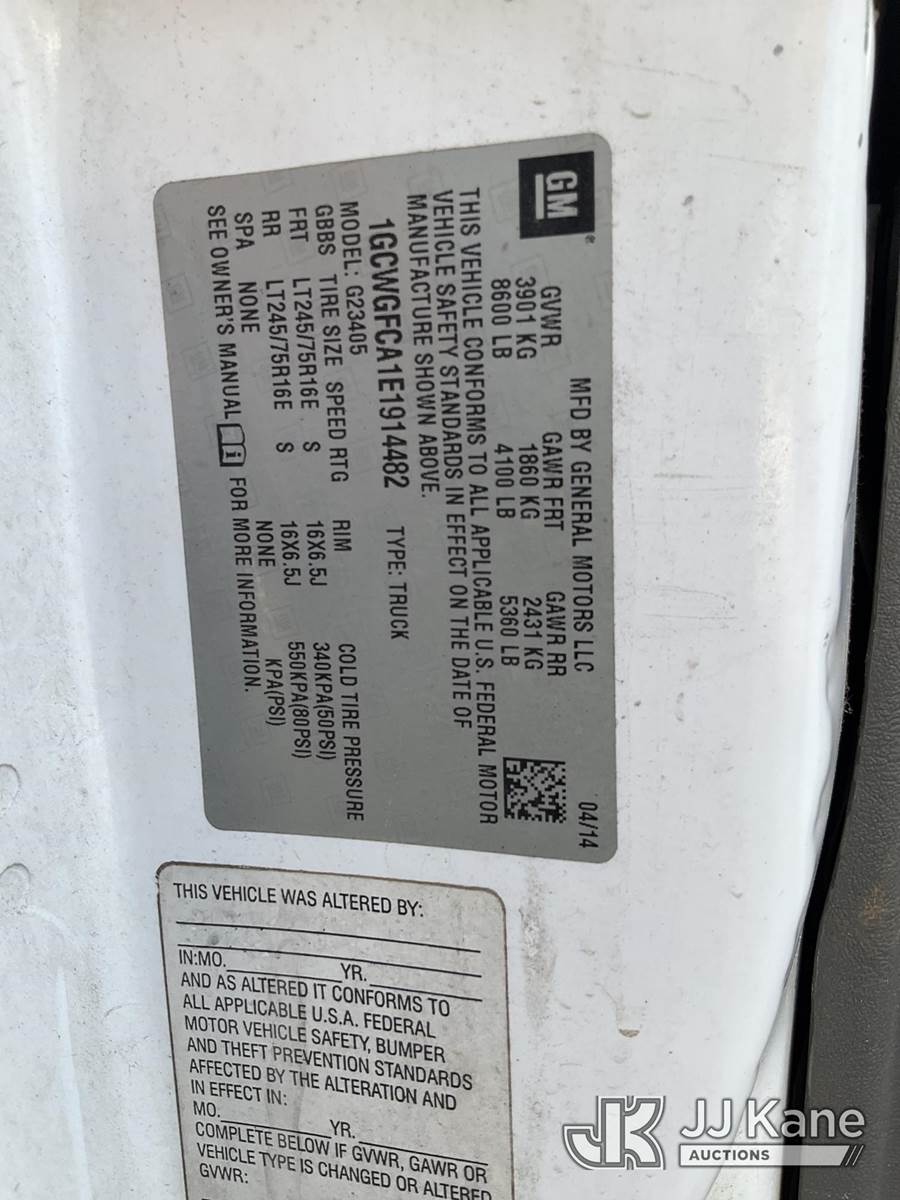 GM
®
MFD BY GENERAL MOTORS LLC 04/14
GVWR GAWR FRT GAWR RR
3901 KG 1860 KG 2431 KG
8600 LB 4100 LB 5360 LB
THIS VEHICLE CONFORMS TO ALL APPLICABLE U.S. FEDERAL MOTOR
VEHICLE SAFETY STANDARDS IN EFFECT ON THE DATE OF
MANUFACTURE SHOWN ABOVE.
1GCWGFCA1E1914482 TYPE: TRUCK
MODEL: G23405
GBBS TIRE SIZE SPEED RTG RIM COLD TIRE PRESSURE
FRT LT245/75R16E S 16X6.5J 340KPA(50PSI)
RR LT245/75R16E S 16X6.5J 550KPA(80PSI)
SPA NONE NONE KPA(PSI)
SEE OWNER'S MANUAL i FOR MORE INFORMATION.
THIS VEHICLE WAS ALTERED BY:
IN:MO. YR.
AND AS ALTERED IT CONFORMS TO
ALL APPLICABLE U.S.A. FEDERAL
MOTOR VEHICLE SAFETY, BUMPER
AND THEFT PREVENTION STANDARDS
AFFECTED BY THE ALTERATION AND
IN EFFECT IN:
MO. YR.
COMPLETE BELOW IF GVWR, GAWR OR
VEHICLE TYPE IS CHANGED OR ALTERED
GVWR:
JK JJ Kane
AUCTIONS